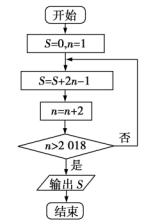 开始
S=0,n=1
S=S+2n-1
n=n+2
n>2 018
否
是
输出 S
结束